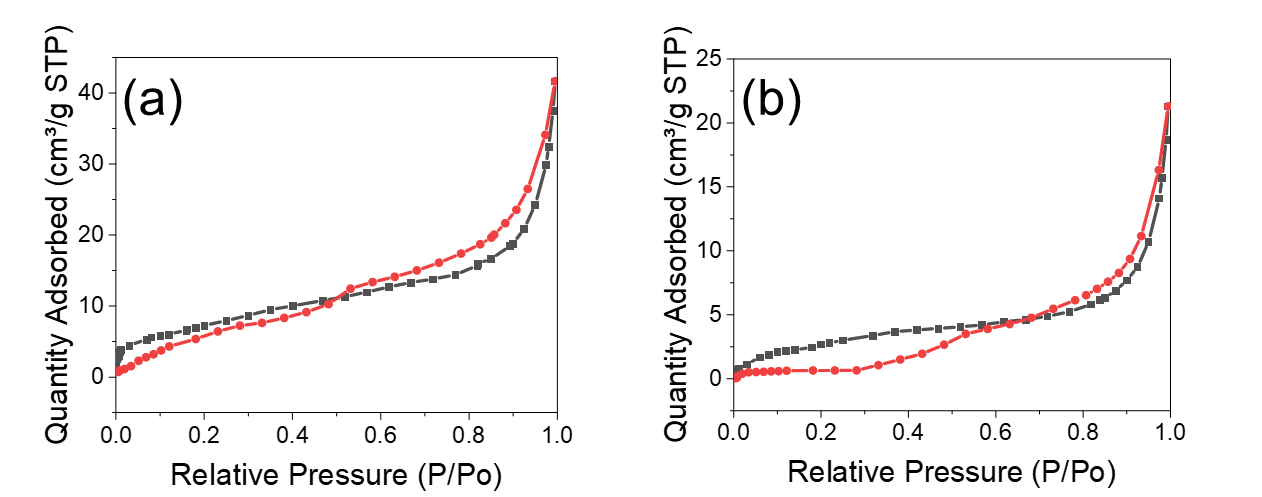 (a)
Quantity Adsorbed (cm³/g STP)
40
30
20
10
0
0.0 0.2 0.4 0.6 0.8 1.0
Relative Pressure (P/Po)
(b)
Quantity Adsorbed (cm³/g STP)
25
20
15
10
5
0
0.0 0.2 0.4 0.6 0.8 1.0
Relative Pressure (P/Po)